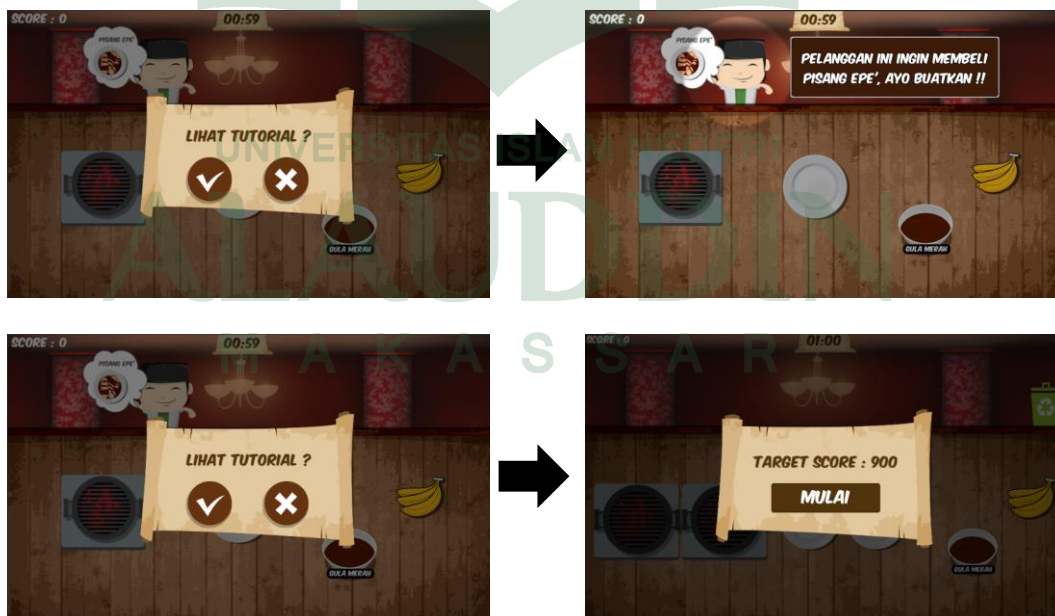 SCORE : 0
00:59
PISANG EPE'
LIHAT TUTORIAL ?
GULA MERAH
SCORE : 0
00:59
PISANG EPE'
PELANGGAN INI INGIN MEMBELI
PISANG EPE', AYO BUATKAN !!
GULA MERAH
UNIVERSITAS ISLAM NEGERI
ALAUDDIN
MAKASSAR
SCORE : 0
00:59
PISANG EPE'
LIHAT TUTORIAL ?
GULA MERAH
SCORE : 0
01:00
TARGET SCORE : 900
MULAI
GULA MERAH